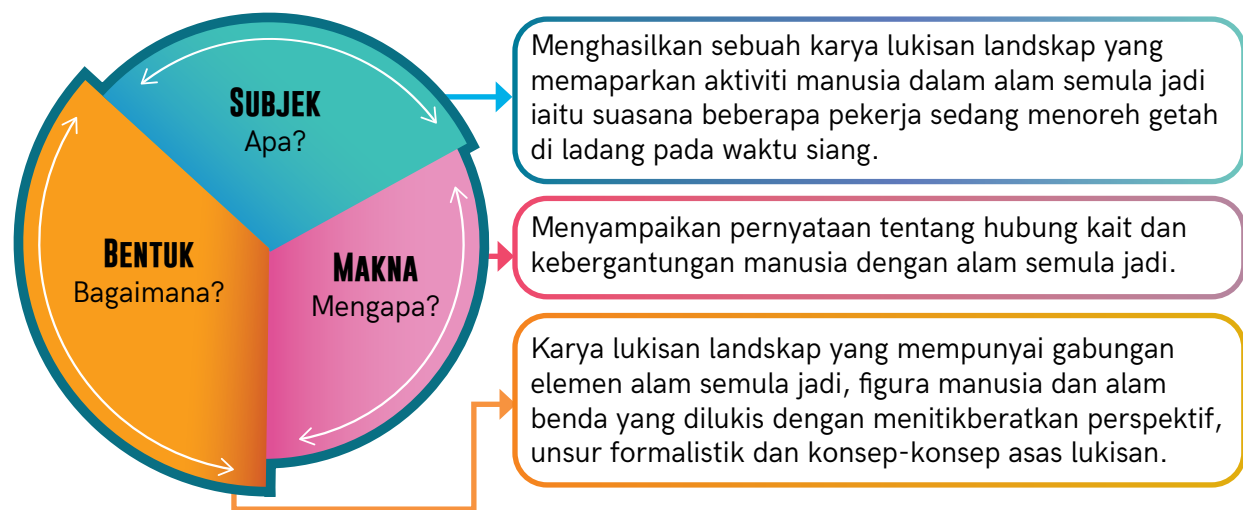 SUBJEK
Apa?
Menghasilkan sebuah karya lukisan landskap yang
memaparkan aktiviti manusia dalam alam semula jadi
iaitu suasana beberapa pekerja sedang menoreh getah
di ladang pada waktu siang.
MAKNA
Mengapa?
Menyampaikan pernyataan tentang hubung kait dan
kebergantungan manusia dengan alam semula jadi.
BENTUK
Bagaimana?
Karya lukisan landskap yang mempunyai gabungan
elemen alam semula jadi, figura manusia dan alam
benda yang dilukis dengan menitikberatkan perspektif,
unsur formalistik dan konsep-konsep asas lukisan.